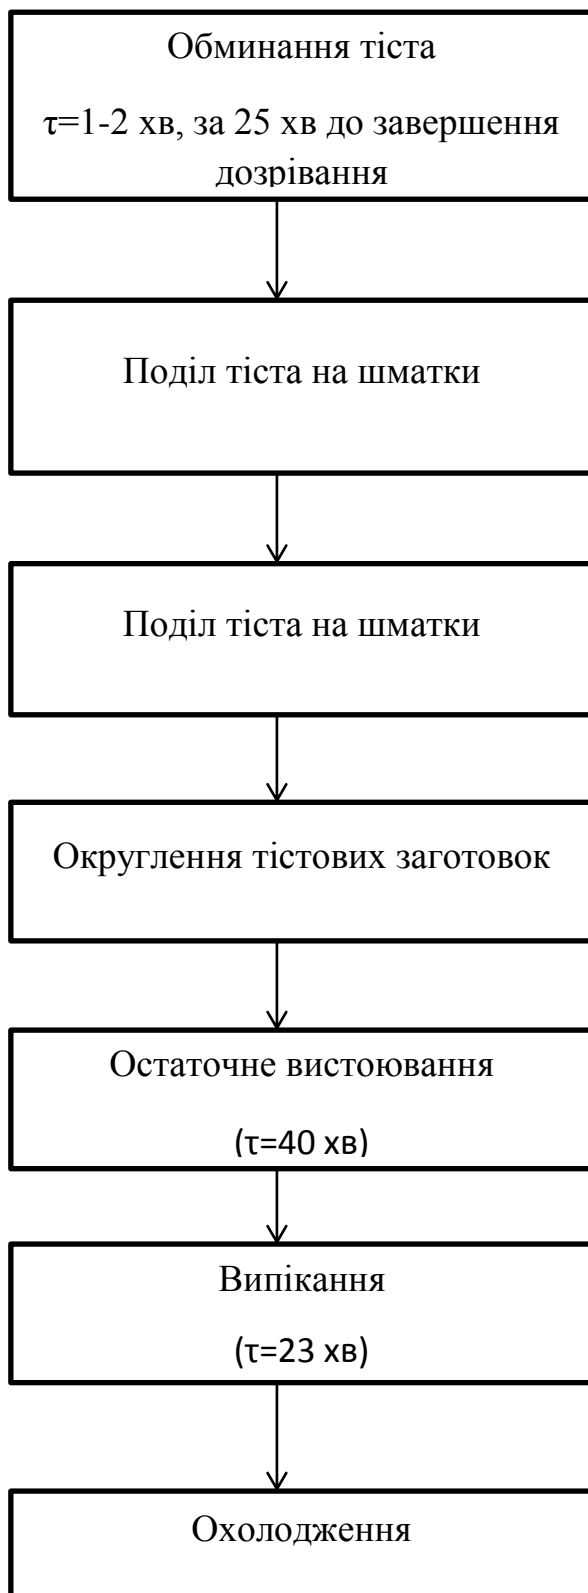 Обминання тіста
τ=1-2 хв, за 25 хв до завершення
дозрівання
Поділ тіста на шматки
Поділ тіста на шматки
Округлення тістових заготовок
Остаточне вистоювання
(τ=40 хв)
Випікання
(τ=23 хв)
Охолодження